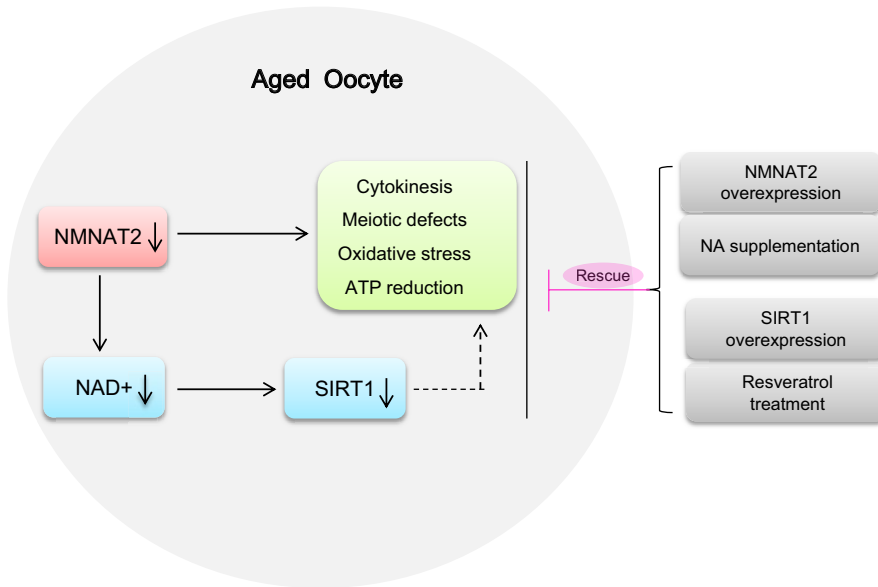 Aged Oocyte
NMNAT2
NAD+
SIRT1
Cytokinesis
Meiotic defects
Oxidative stress
ATP reduction
Rescue
NMNAT2
overexpression
NA supplementation
SIRT1
overexpression
Resveratrol
treatment